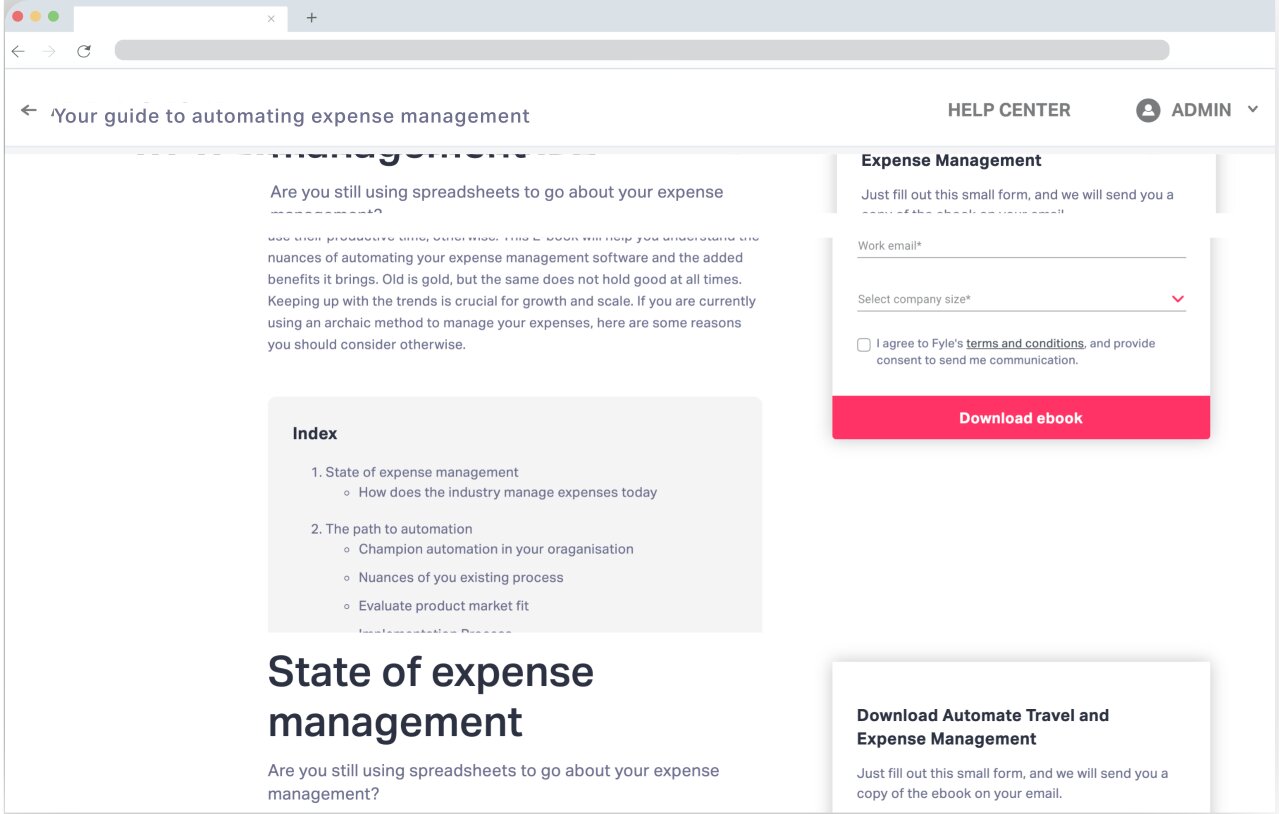 Your guide to automating expense management
HELP CENTER
ADMIN
management
Are you still using spreadsheets to go about your expense
management?
use their productive time, otherwise. This E-book will help you understand the
nuances of automating your expense management software and the added
benefits it brings. Old is gold, but the same does not hold good at all times.
Keeping up with the trends is crucial for growth and scale. If you are currently
using an archaic method to manage your expenses, here are some reasons
you should consider otherwise.
Index
1. State of expense management
How does the industry manage expenses today
2. The path to automation
Champion automation in your oraganisation
Nuances of you existing process
Evaluate product market fit
Implementation Process
State of expense
management
Are you still using spreadsheets to go about your expense
management?
Expense Management
Just fill out this small form, and we will send you a
copy of the ebook on your email.
Work email*
Select company size*
I agree to Fyle's terms and conditions, and provide
consent to send me communication.
Download ebook
Download Automate Travel and
Expense Management
Just fill out this small form, and we will send you a
copy of the ebook on your email.